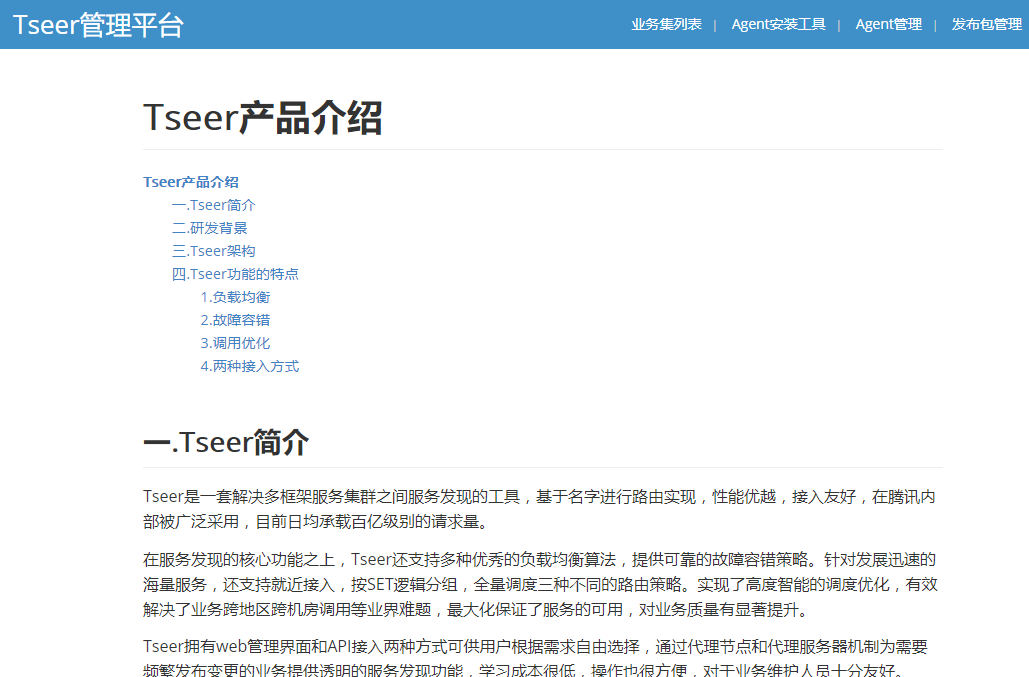 Tseer管理平台
业务集列表 | Agent安装工具 | Agent管理 | 发布包管理
Tseer产品介绍
Tseer产品介绍
一.Tseer简介
二.研发背景
三.Tseer架构
四.Tseer功能的特点
1.负载均衡
2.故障容错
3.调用优化
4.两种接入方式
一.Tseer简介
Tseer是一套解决多框架服务集群之间服务发现的工具，基于名字进行路由实现，性能优越，接入友好，在腾讯内
部被广泛采用，目前日均承载百亿级别的请求量。
在服务发现的核心功能之上，Tseer还支持多种优秀的负载均衡算法，提供可靠的故障容错策略。针对发展迅速的
海量服务，还支持就近接入，按SET逻辑分组，全量调度三种不同的路由策略。实现了高度智能的调度优化，有效
解决了业务跨地区跨机房调用等业界难题，最大化保证了服务的可用，对业务质量有显著提升。
Tseer拥有web管理界面和API接入两种方式可供用户根据需求自由选择，通过代理节点和代理服务器机制为需要
频繁发布变更的业务提供透明的服务发现功能，学习成本很低，操作也很方便，对于业务维护人员十分友好。